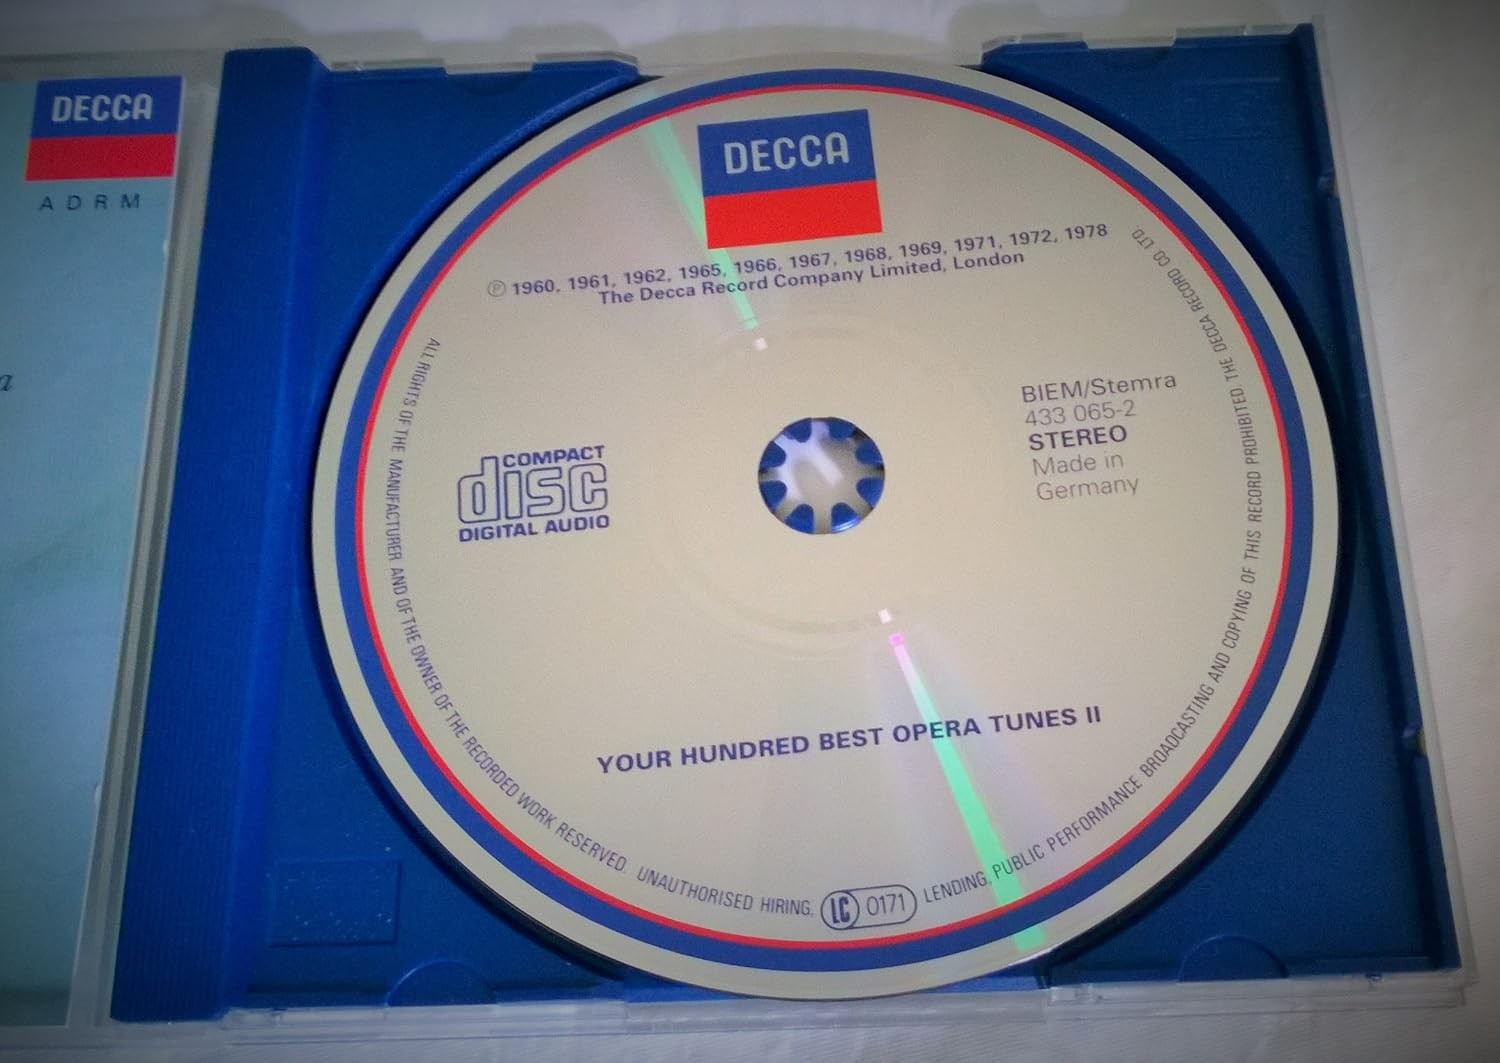 DECCA
ADRM
a
DECCA
℗ 1960, 1961, 1962, 1965, 1966, 1967, 1968, 1969, 1971, 1972, 1978
The Decca Record Company Limited, London
BIEM/Stemra
433 065-2
STEREO
Made in
Germany
COMPACT
disc
DIGITAL AUDIO
YOUR HUNDRED BEST OPERA TUNES II
ALL RIGHTS OF THE MANUFACTURER AND OF THE OWNER OF THE RECORDED WORK RESERVED. UNAUTHORISED HIRING, LC 0171 LENDING, PUBLIC PERFORMANCE BROADCASTING AND COPYING OF THIS RECORD PROHIBITED. THE DECCA RECORD CO. LTD.